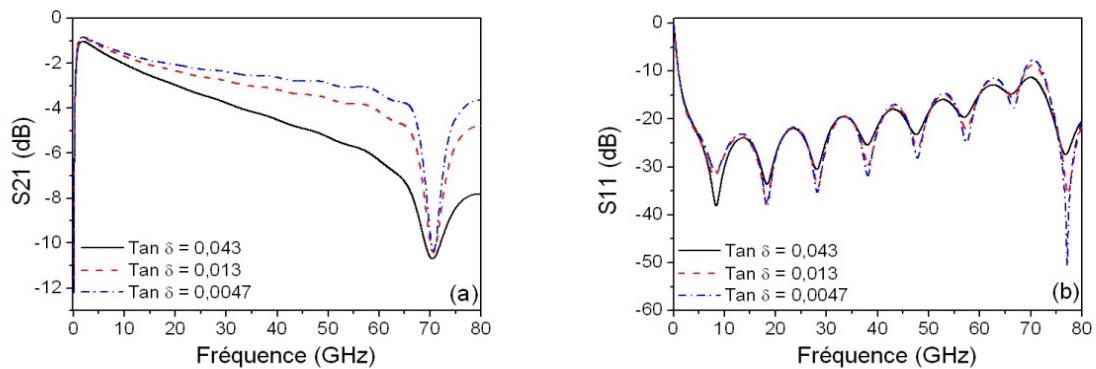 0
-2
-4
-6
-8
-10
-12
S21 (dB)
Tan δ = 0,043
Tan δ = 0,013
Tan δ = 0,0047
(a)
0 10 20 30 40 50 60 70 80
Fréquence (GHz)
0
-10
-20
-30
-40
-50
-60
S11 (dB)
Tan δ = 0,043
Tan δ = 0,013
Tan δ = 0,0047
(b)
0 10 20 30 40 50 60 70 80
Fréquence (GHz)